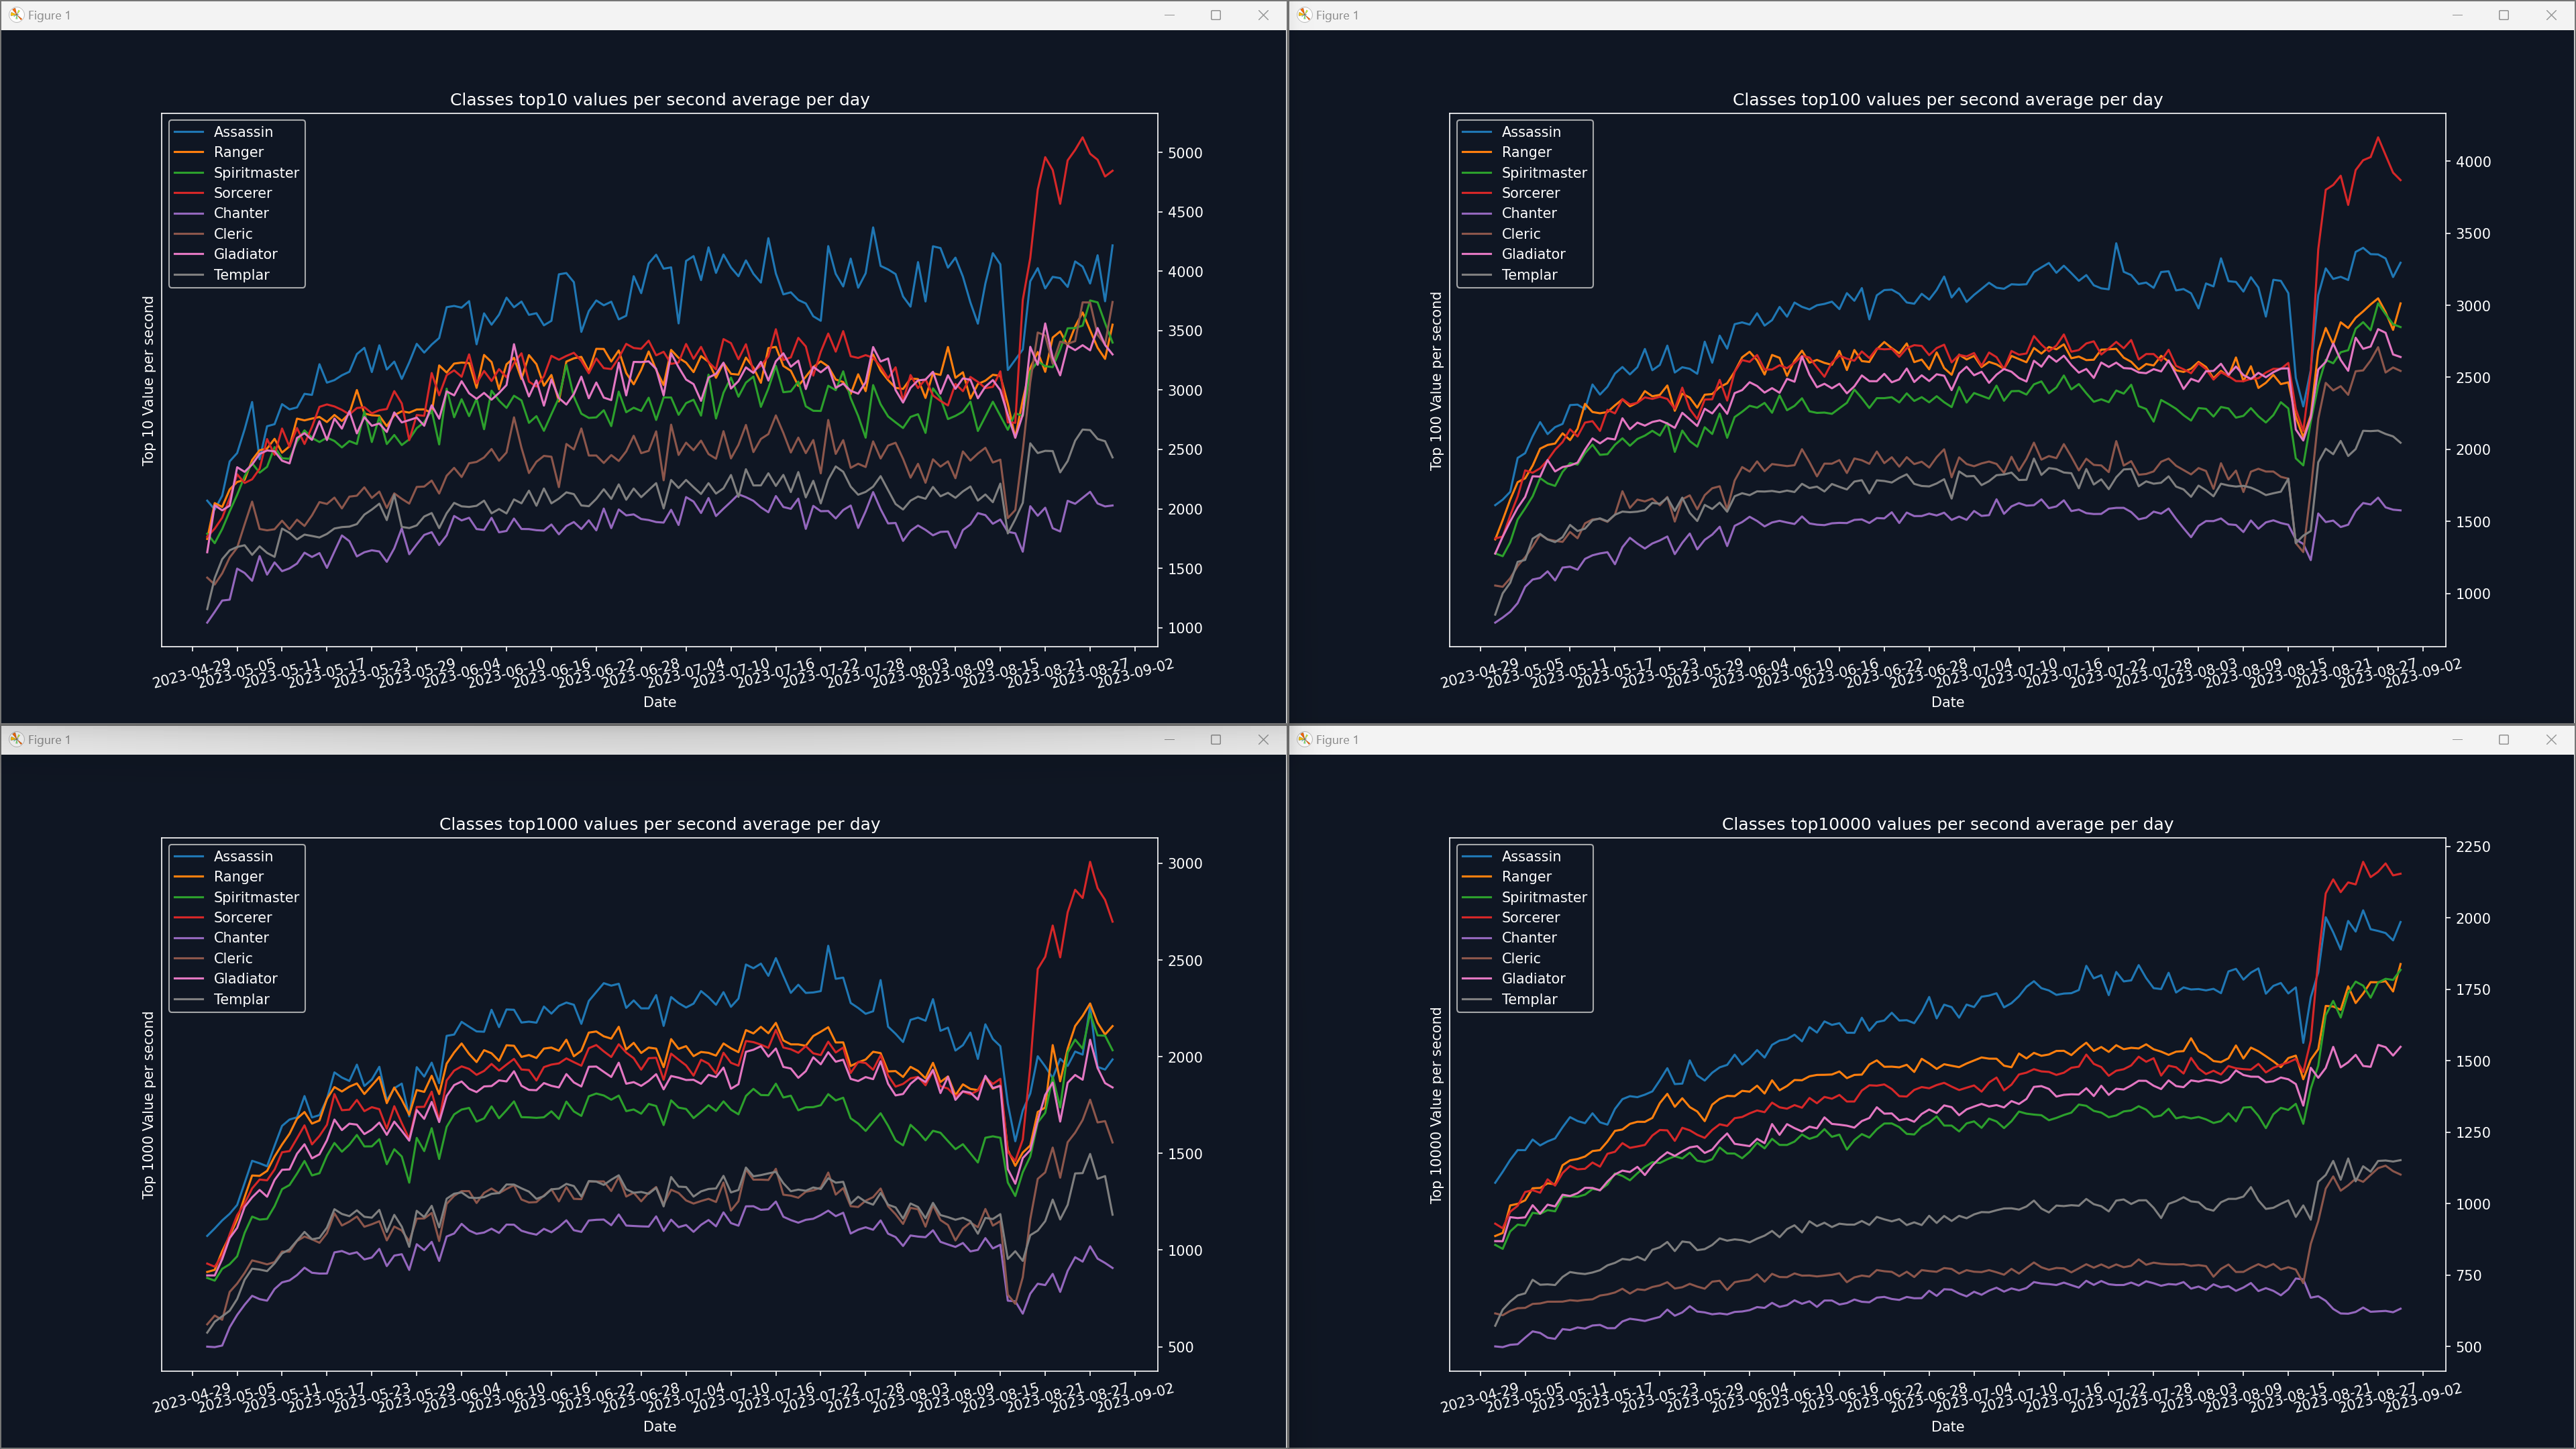 Figure 1
Classes top10 values per second average per day
Assassin
Ranger
Spiritmaster
Sorcerer
Chanter
Cleric
Gladiator
Templar
Top 10 Value per second
5000
4500
4000
3500
3000
2500
2000
1500
1000
2023-04-29
2023-05-05
2023-05-11
2023-05-17
2023-05-23
2023-05-29
2023-06-04
2023-06-10
2023-06-16
2023-06-22
2023-06-28
2023-07-04
2023-07-10
2023-07-16
2023-07-22
2023-07-28
2023-08-03
2023-08-09
2023-08-15
2023-08-21
2023-08-27
2023-09-02
Date
Figure 1
Classes top100 values per second average per day
Assassin
Ranger
Spiritmaster
Sorcerer
Chanter
Cleric
Gladiator
Templar
Top 100 Value per second
4000
3500
3000
2500
2000
1500
1000
2023-04-29
2023-05-05
2023-05-11
2023-05-17
2023-05-23
2023-05-29
2023-06-04
2023-06-10
2023-06-16
2023-06-22
2023-06-28
2023-07-04
2023-07-10
2023-07-16
2023-07-22
2023-07-28
2023-08-03
2023-08-09
2023-08-15
2023-08-21
2023-08-27
2023-09-02
Date
Figure 1
Classes top1000 values per second average per day
Assassin
Ranger
Spiritmaster
Sorcerer
Chanter
Cleric
Gladiator
Templar
Top 1000 Value per second
3000
2500
2000
1500
1000
500
2023-04-29
2023-05-05
2023-05-11
2023-05-17
2023-05-23
2023-05-29
2023-06-04
2023-06-10
2023-06-16
2023-06-22
2023-06-28
2023-07-04
2023-07-10
2023-07-16
2023-07-22
2023-07-28
2023-08-03
2023-08-09
2023-08-15
2023-08-21
2023-08-27
2023-09-02
Date
Figure 1
Classes top10000 values per second average per day
Assassin
Ranger
Spiritmaster
Sorcerer
Chanter
Cleric
Gladiator
Templar
Top 10000 Value per second
2250
2000
1750
1500
1250
1000
750
500
2023-04-29
2023-05-05
2023-05-11
2023-05-17
2023-05-23
2023-05-29
2023-06-04
2023-06-10
2023-06-16
2023-06-22
2023-06-28
2023-07-04
2023-07-10
2023-07-16
2023-07-22
2023-07-28
2023-08-03
2023-08-09
2023-08-15
2023-08-21
2023-08-27
2023-09-02
Date